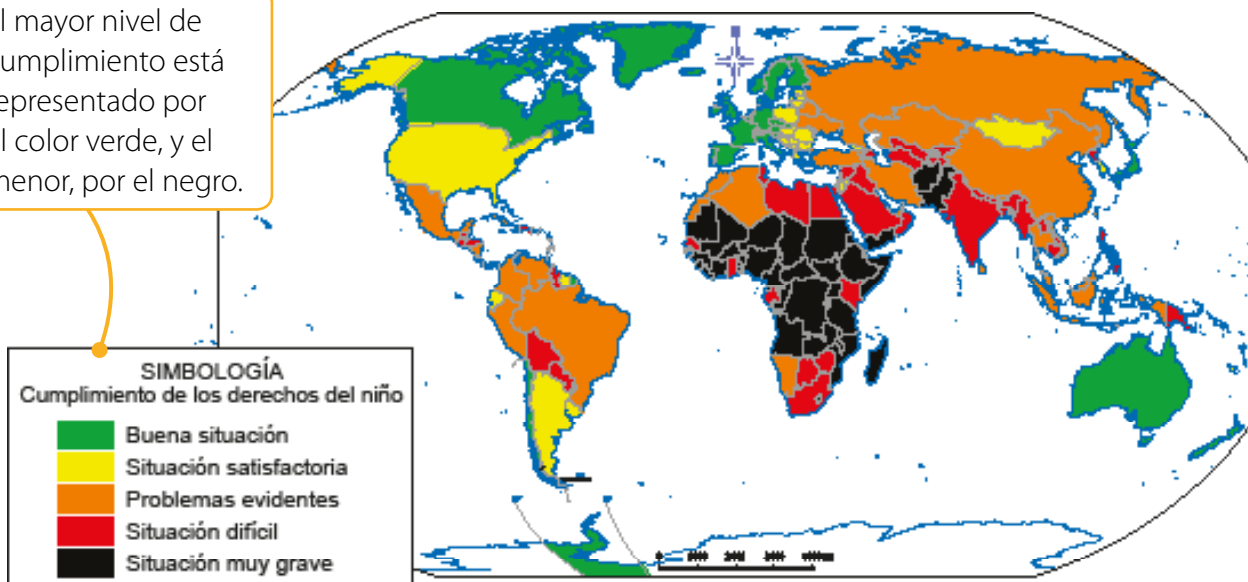 l mayor nivel de
umplimiento está
epresentado por
l color verde, y el
nenor, por el negro.
SIMBOLOGÍA
Cumplimiento de los derechos del niño
Buena situación
Situación satisfactoria
Problemas evidentes
Situación difícil
Situación muy grave